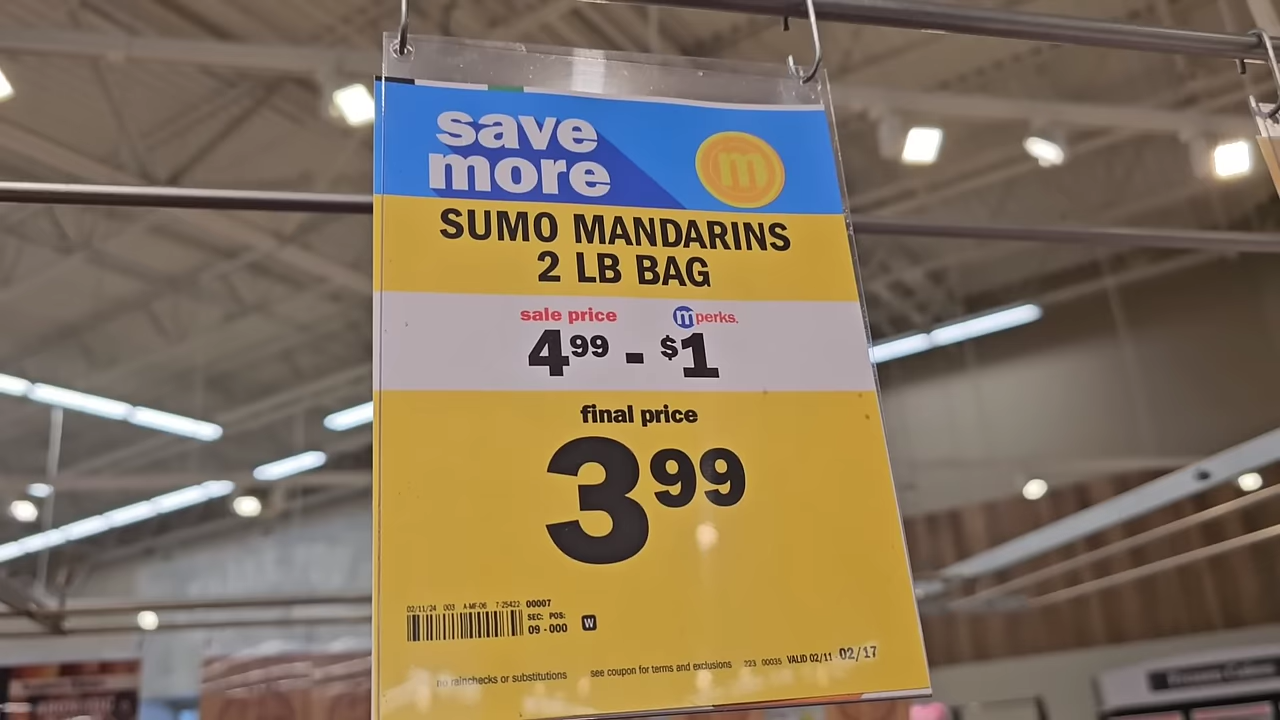 save
more
m
SUMO MANDARINS
2 LB BAG
sale price mperks.
4.99 - $1
final price
3.99
02/11/24 003 A-MF-06 7-25422 00007
SEC: POS:
09 - 000 W
no rainchecks or substitutions see coupon for terms and exclusions 223 00035 VALID 02/11 - 02/17